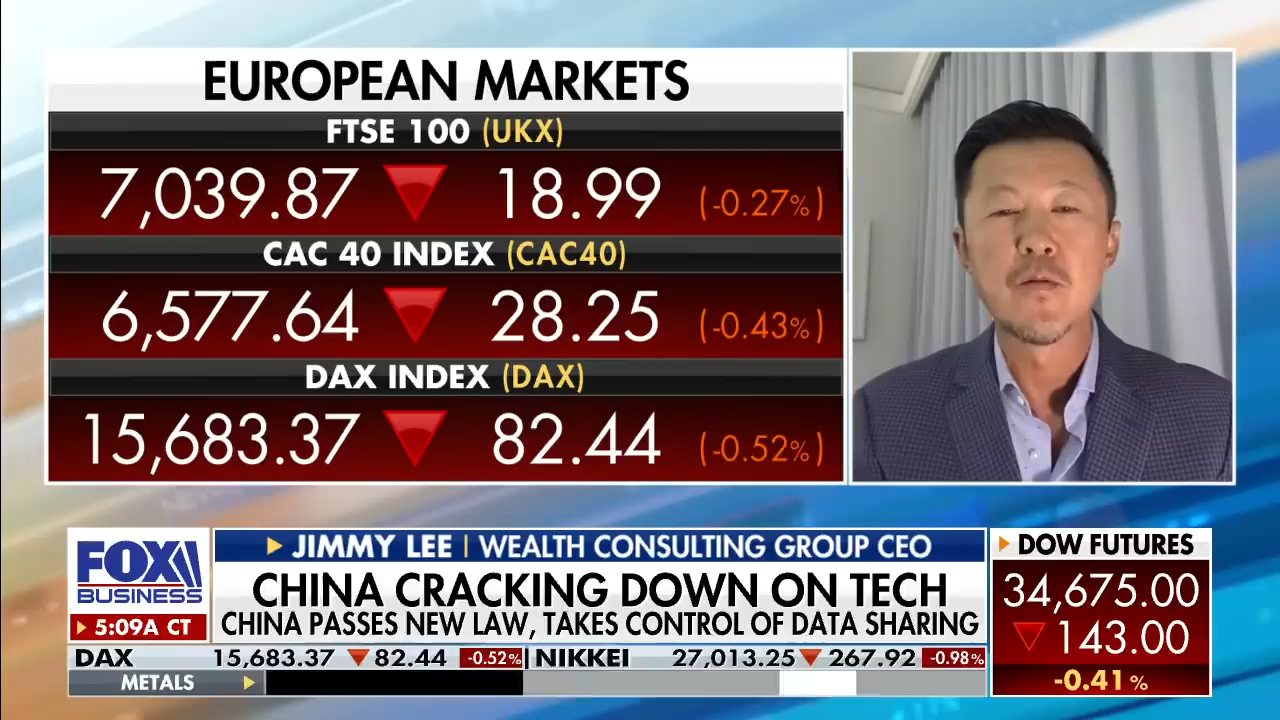 EUROPEAN MARKETS
FTSE 100 (UKX)
7,039.87 ▼ 18.99 (-0.27%)
CAC 40 INDEX (CAC40)
6,577.64 ▼ 28.25 (-0.43%)
DAX INDEX (DAX)
15,683.37 ▼ 82.44 (-0.52%)
FOX
BUSINESS
5:09A CT
JIMMY LEE | WEALTH CONSULTING GROUP CEO
CHINA CRACKING DOWN ON TECH
CHINA PASSES NEW LAW, TAKES CONTROL OF DATA SHARING
DAX 15,683.37 ▼ 82.44 -0.52% NIKKEI 27,013.25 ▼ 267.92 -0.98%
METALS
DOW FUTURES
34,675.00
▼ 143.00
-0.41%